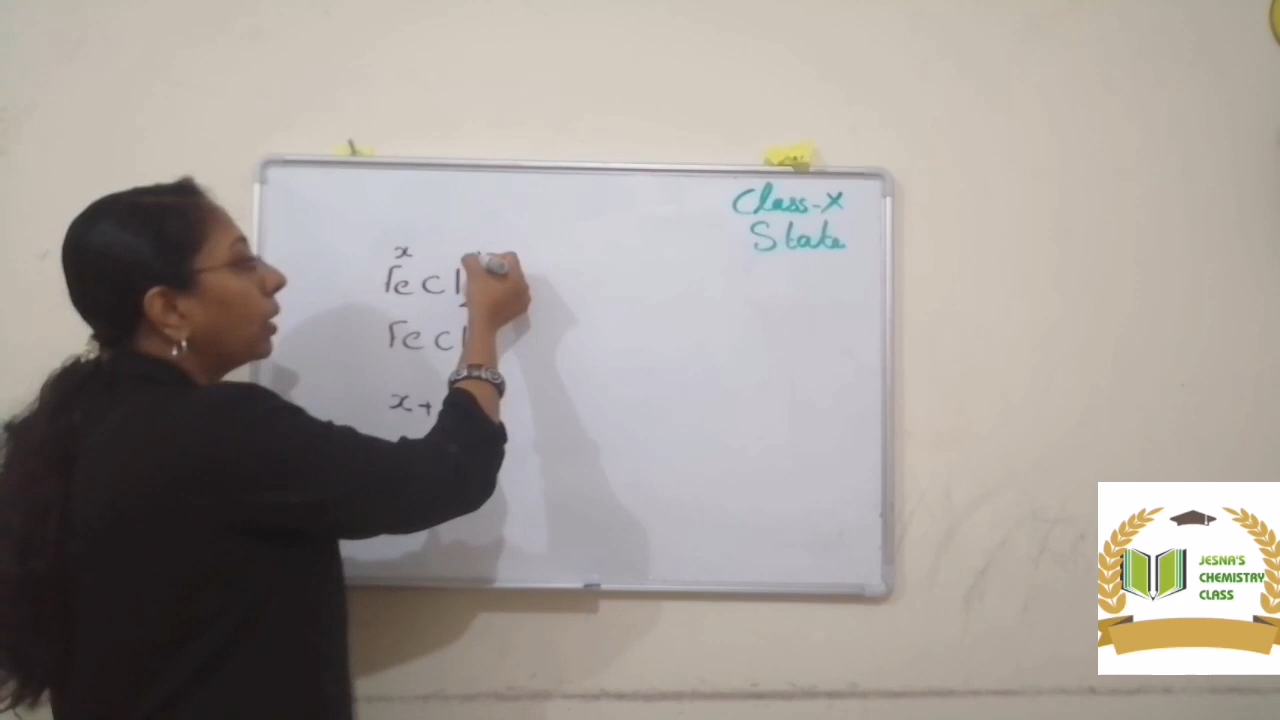 Class-X
State
x
FeCl
FeCl
x+
JESNA'S
CHEMISTRY
CLASS